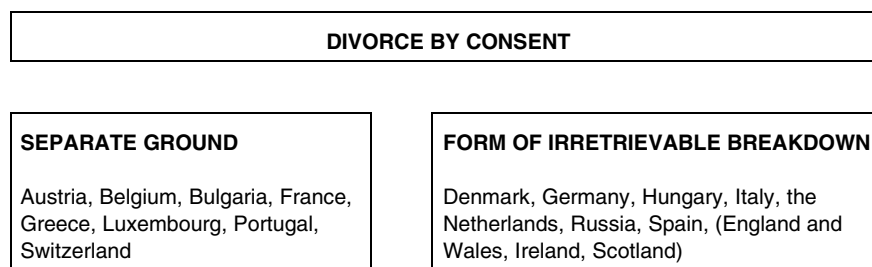 DIVORCE BY CONSENT
SEPARATE GROUND
Austria, Belgium, Bulgaria, France,
Greece, Luxembourg, Portugal,
Switzerland
FORM OF IRRETRIEVABLE BREAKDOWN
Denmark, Germany, Hungary, Italy, the
Netherlands, Russia, Spain, (England and
Wales, Ireland, Scotland)